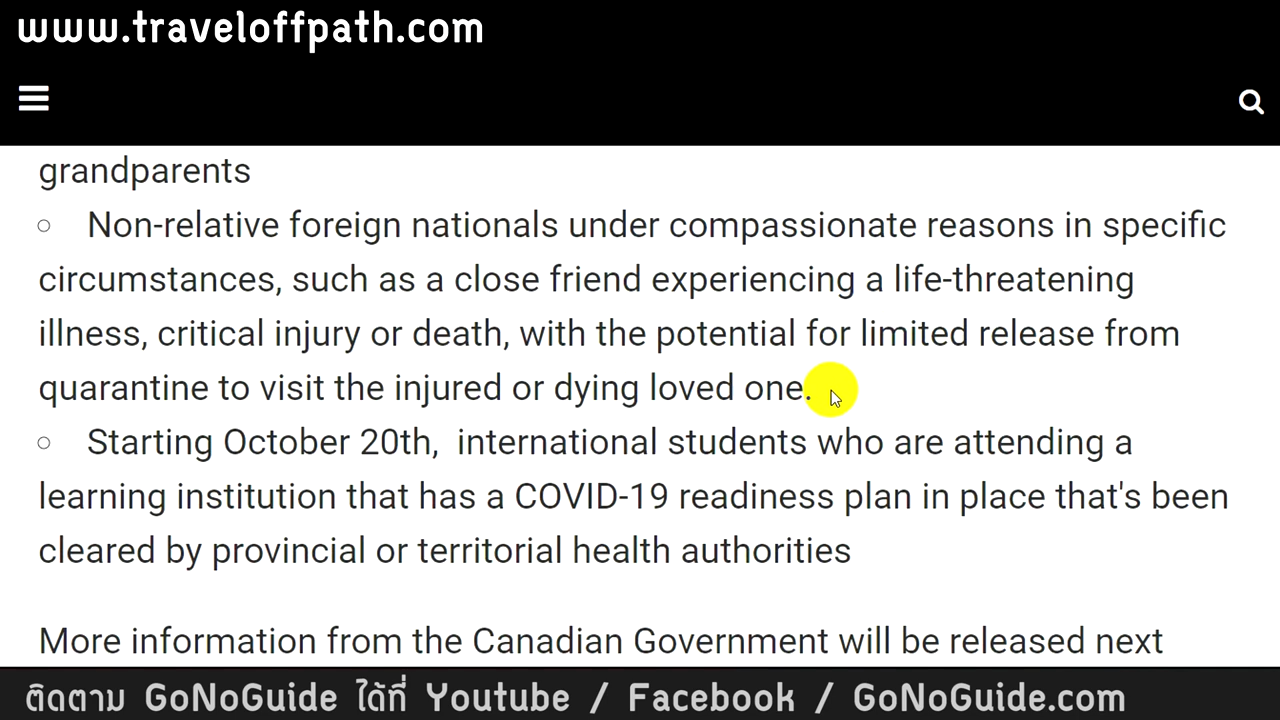 www.traveloffpath.com
grandparents
○ Non-relative foreign nationals under compassionate reasons in specific
circumstances, such as a close friend experiencing a life-threatening
illness, critical injury or death, with the potential for limited release from
quarantine to visit the injured or dying loved one.
○ Starting October 20th,  international students who are attending a
learning institution that has a COVID-19 readiness plan in place that's been
cleared by provincial or territorial health authorities
More information from the Canadian Government will be released next
ติดตาม GoNoGuide ได้ที่ Youtube / Facebook / GoNoGuide.com